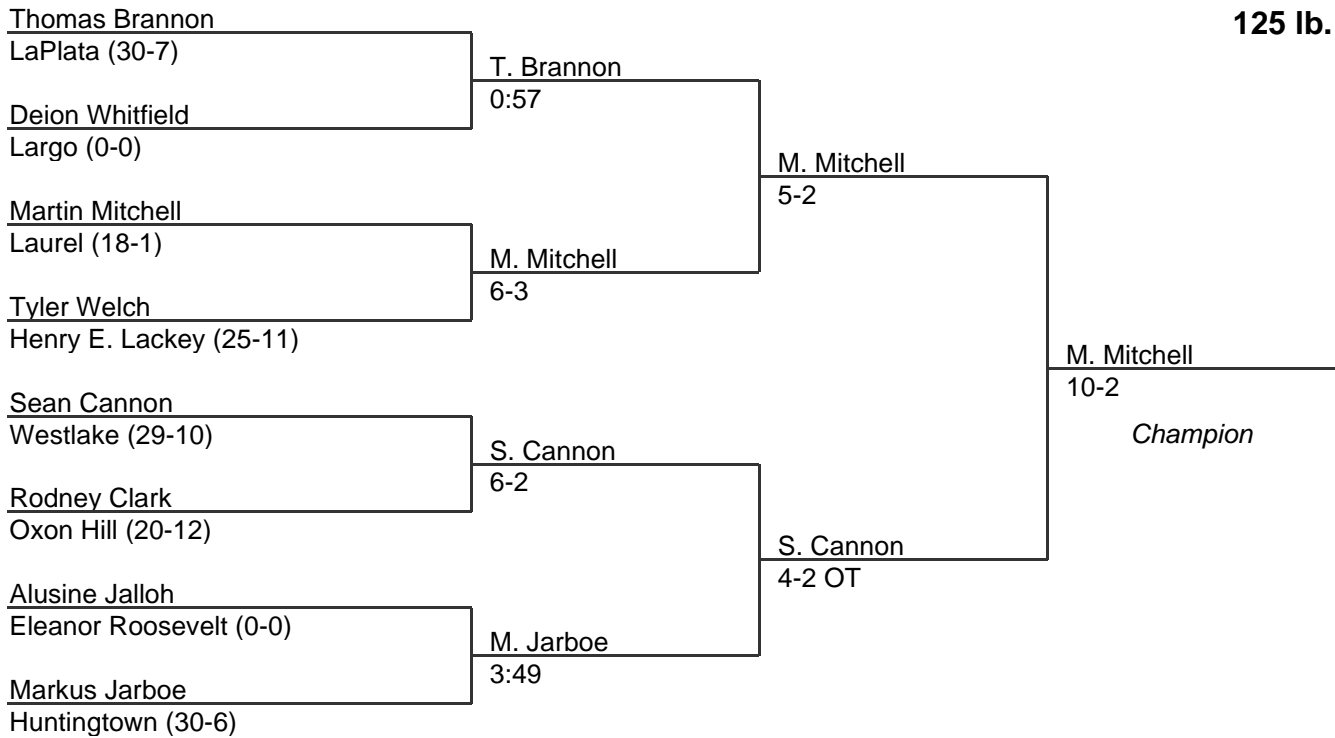 125 lb.
Thomas Brannon
LaPlata (30-7)
Deion Whitfield
Largo (0-0)
Martin Mitchell
Laurel (18-1)
Tyler Welch
Henry E. Lackey (25-11)
Sean Cannon
Westlake (29-10)
Rodney Clark
Oxon Hill (20-12)
Alusine Jalloh
Eleanor Roosevelt (0-0)
Markus Jarboe
Huntingtown (30-6)
T. Brannon
0:57
M. Mitchell
6-3
S. Cannon
6-2
M. Jarboe
3:49
M. Mitchell
5-2
S. Cannon
4-2 OT
M. Mitchell
10-2
Champion